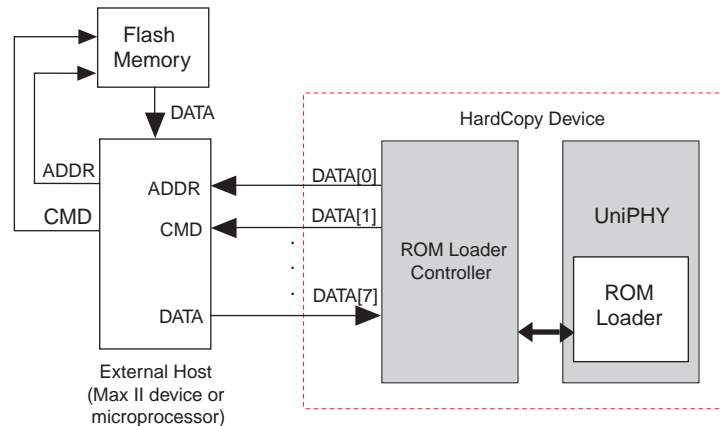 Flash
Memory
DATA
HardCopy Device
ADDR
CMD
ADDR
CMD
DATA
DATA[0]
DATA[1]
.
.
.
DATA[7]
ROM Loader
Controller
UniPHY
ROM
Loader
External Host
(Max II device or
microprocessor)